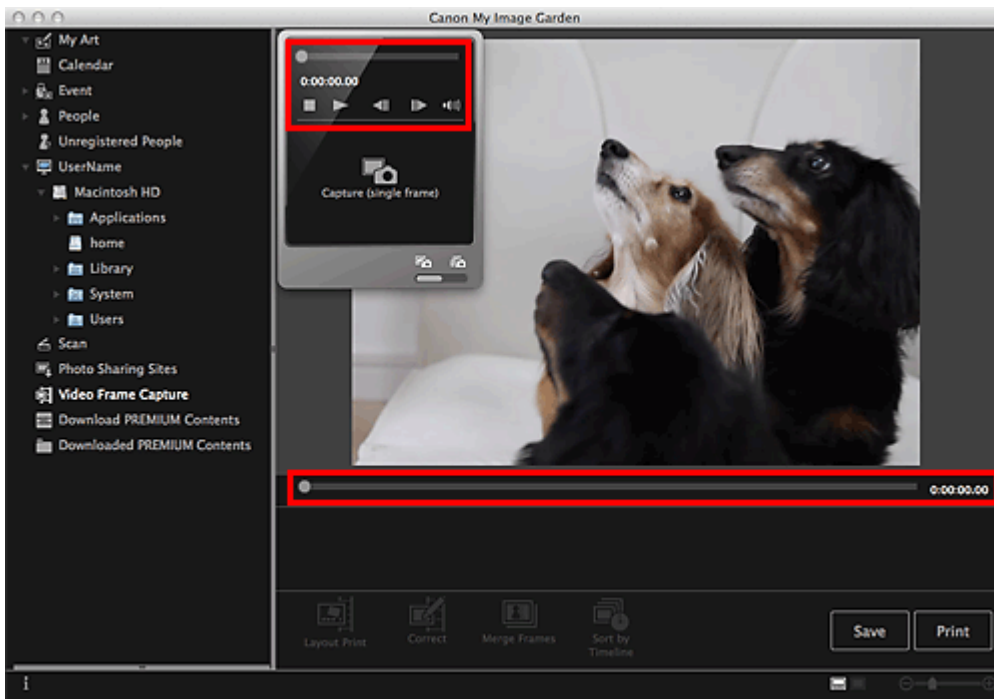 Canon My Image Garden
My Art
Calendar
Event
People
Unregistered People
UserName
Macintosh HD
Applications
home
Library
System
Users
Scan
Photo Sharing Sites
Video Frame Capture
Download PREMIUM Contents
Downloaded PREMIUM Contents
0:00:00.00
Capture (single frame)
0:00:00.00
Layout Print
Correct
Merge Frames
Sort by
Timeline
Save
Print